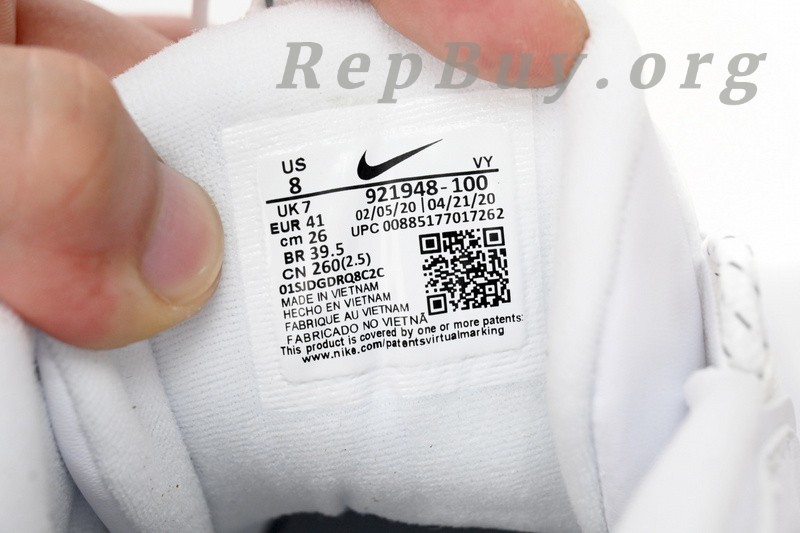 RepBuy.org
US
VY
8
921948-100
UK 7
02/05/20 | 04/21/20
EUR 41
UPC 00885177017262
cm 26
BR 39.5
CN 260(2.5)
01SJDGDRQ8C2C
MADE IN VIETNAM
HECHO EN VIETNAM
FABRIQUE AU VIETNAM
FABRICADO NO VIETNÃ
This product is covered by one or more patents:
www.nike.com/patentsvirtualmarking